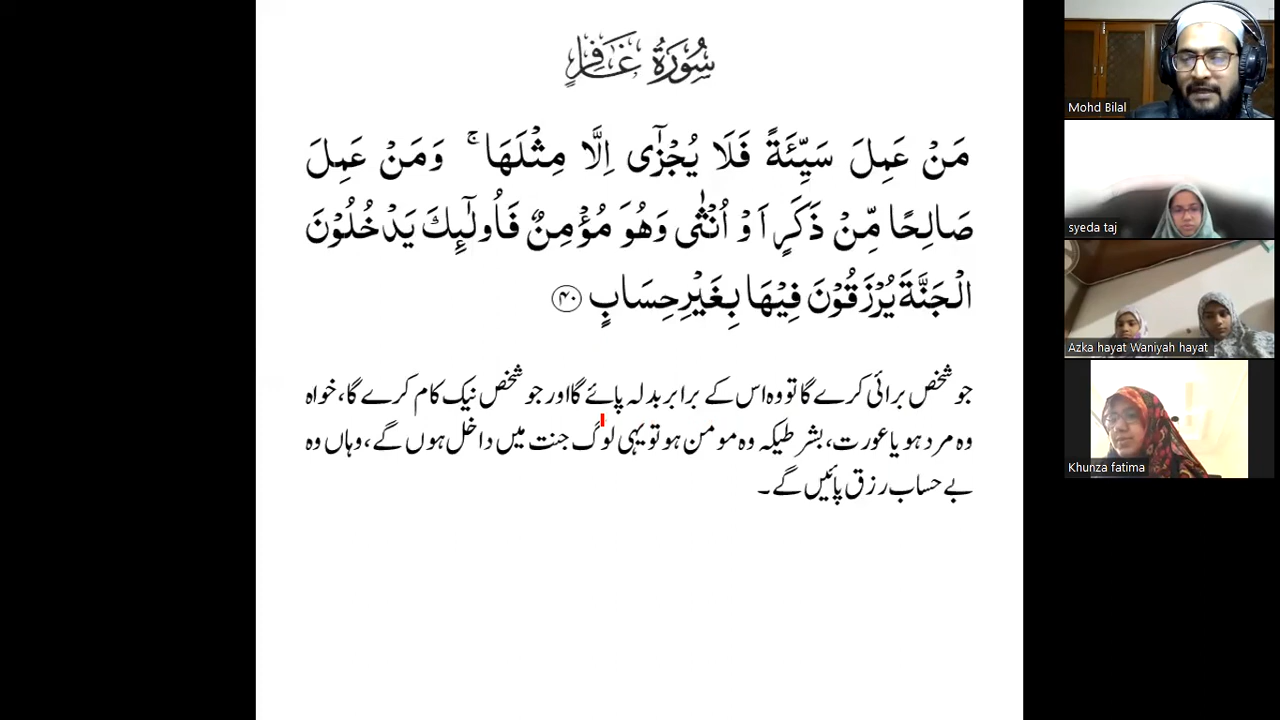 سُورَةُ غَافِرٍ
مَنْ عَمِلَ سَيِّئَةً فَلَا يُجْزٰٓى اِلَّا مِثْلَهَا ۚ وَمَنْ عَمِلَ
صَالِحًا مِّنْ ذَكَرٍ اَوْ اُنْثٰى وَهُوَ مُؤْمِنٌ فَاُولٰٓئِكَ يَدْخُلُوْنَ
الْجَنَّةَ يُرْزَقُوْنَ فِيْهَا بِغَيْرِ حِسَابٍ ﴿۴۰﴾
جو شخص برائی کرے گا تو وہ اس کے برابر بدلہ پائے گا اور جو شخص نیک کام کرے گا، خواہ
وہ مرد ہو یا عورت، بشرطیکہ وہ مومن ہو تو یہی لوگ جنت میں داخل ہوں گے، وہاں وہ
بے حساب رزق پائیں گے۔
Mohd Bilal
syeda taj
Azka hayat Waniyah hayat
Khunza fatima